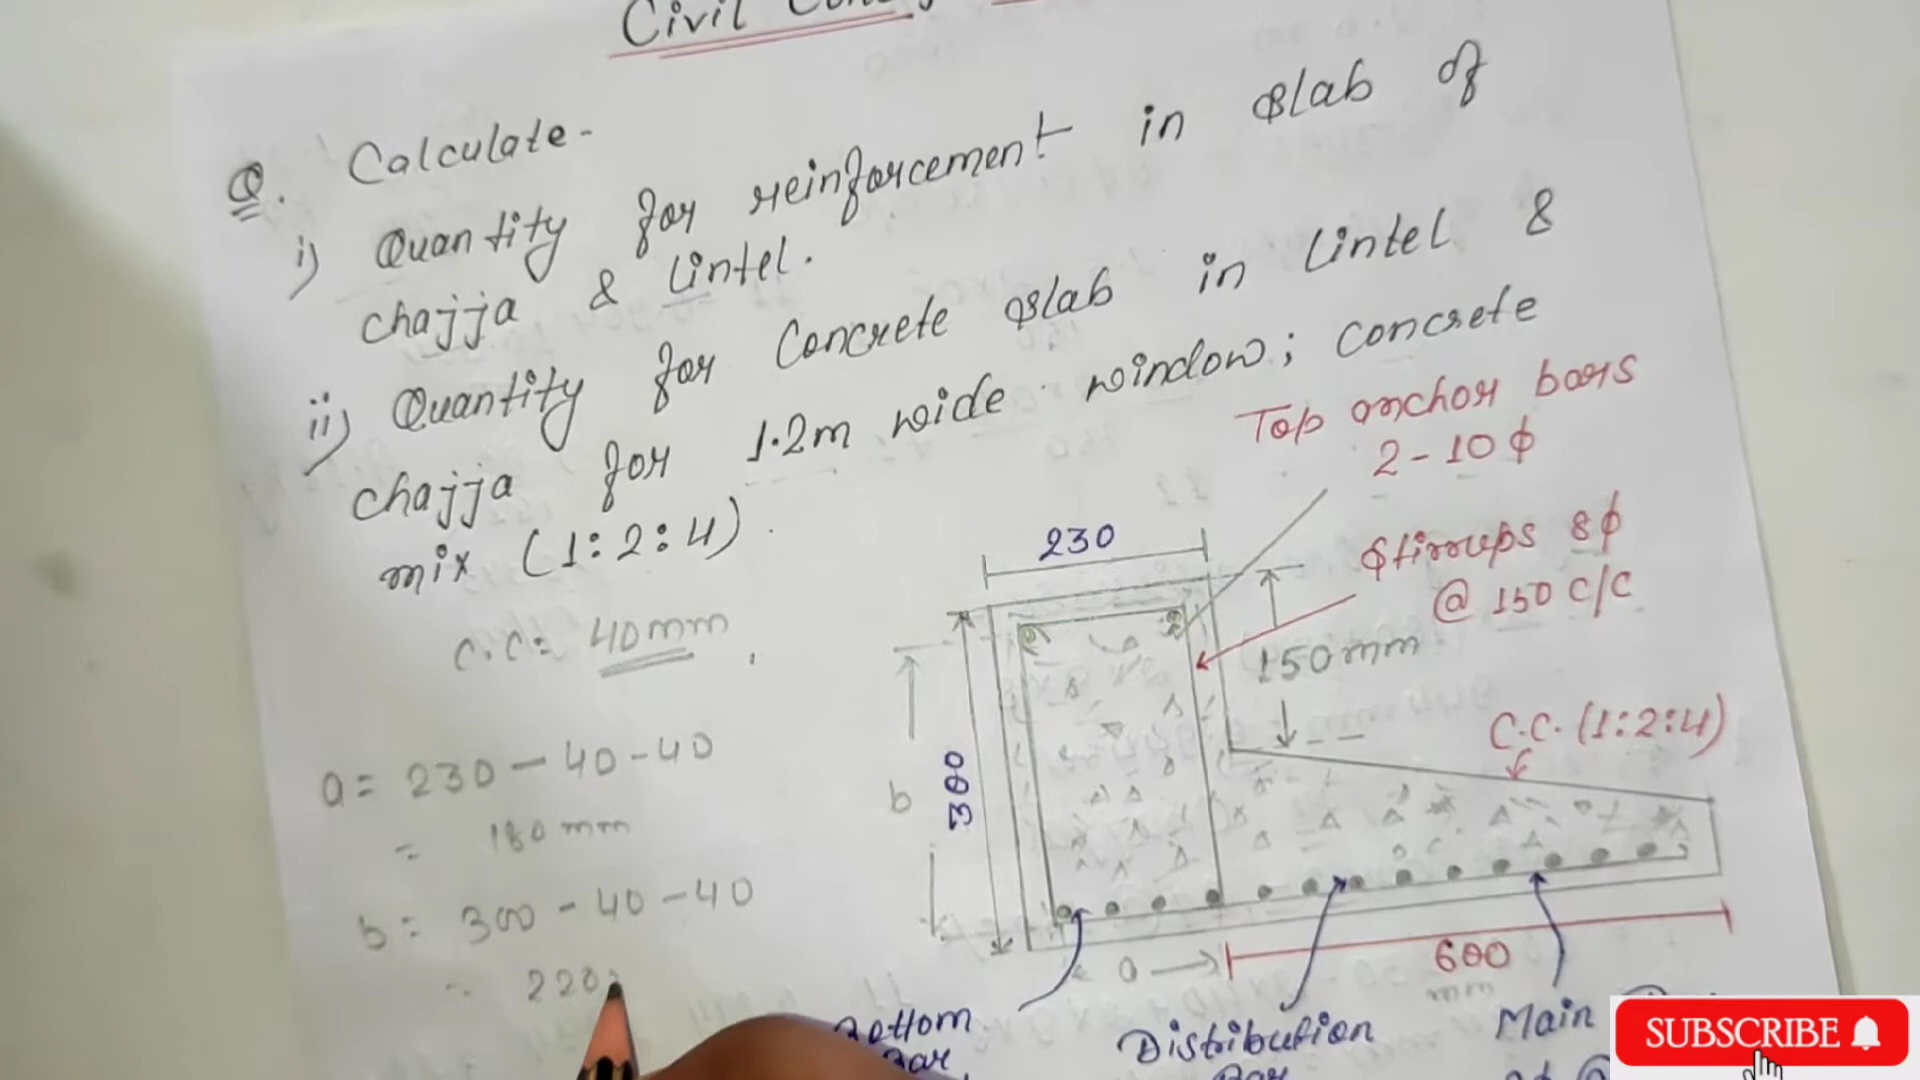 Civil
Q. Calculate-
i) Quantity for reinforcement in slab of
chajja & Lintel.
ii) Quantity for Concrete slab in Lintel &
chajja for 1.2m wide window; concrete
mix (1:2:4).
C.C= 40mm
a= 230-40-40
= 180 mm
b= 300-40-40
= 220
Top anchor bars
2-10ϕ
230
Stirrups 8ϕ
@ 150 C/C
150mm
C.C. (1:2:4)
b
300
a
600
mm
Bottom
Bar
Distribution
Bar
Main
SUBSCRIBE